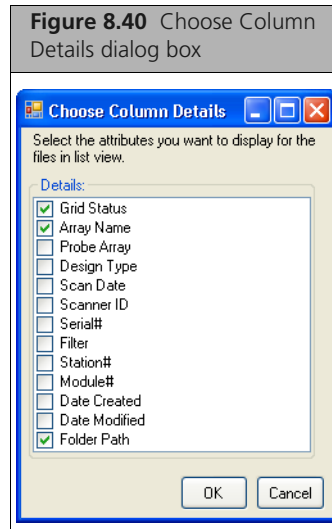 Figure 8.40 Choose Column
Details dialog box
Choose Column Details
Select the attributes you want to display for the
files in list view.
Details:
Grid Status
Array Name
Probe Array
Design Type
Scan Date
Scanner ID
Serial#
Filter
Station#
Module#
Date Created
Date Modified
Folder Path
OK Cancel